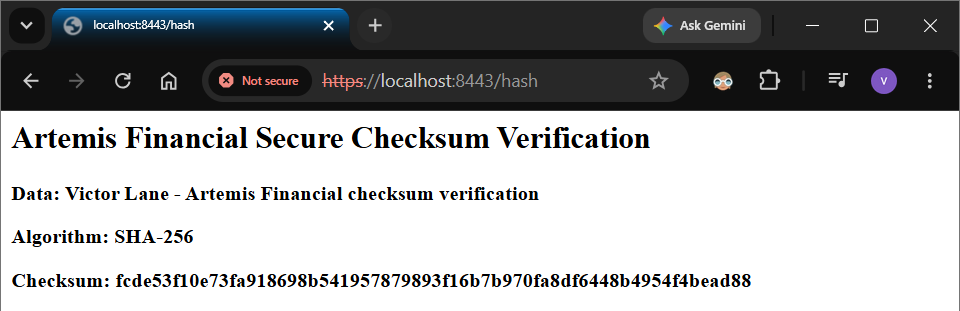 localhost:8443/hash
Ask Gemini
Not secure
https://localhost:8443/hash
V
Artemis Financial Secure Checksum Verification
Data: Victor Lane - Artemis Financial checksum verification
Algorithm: SHA-256
Checksum: fcde53f10e73fa918698b541957879893f16b7b970fa8df6448b4954f4bead88